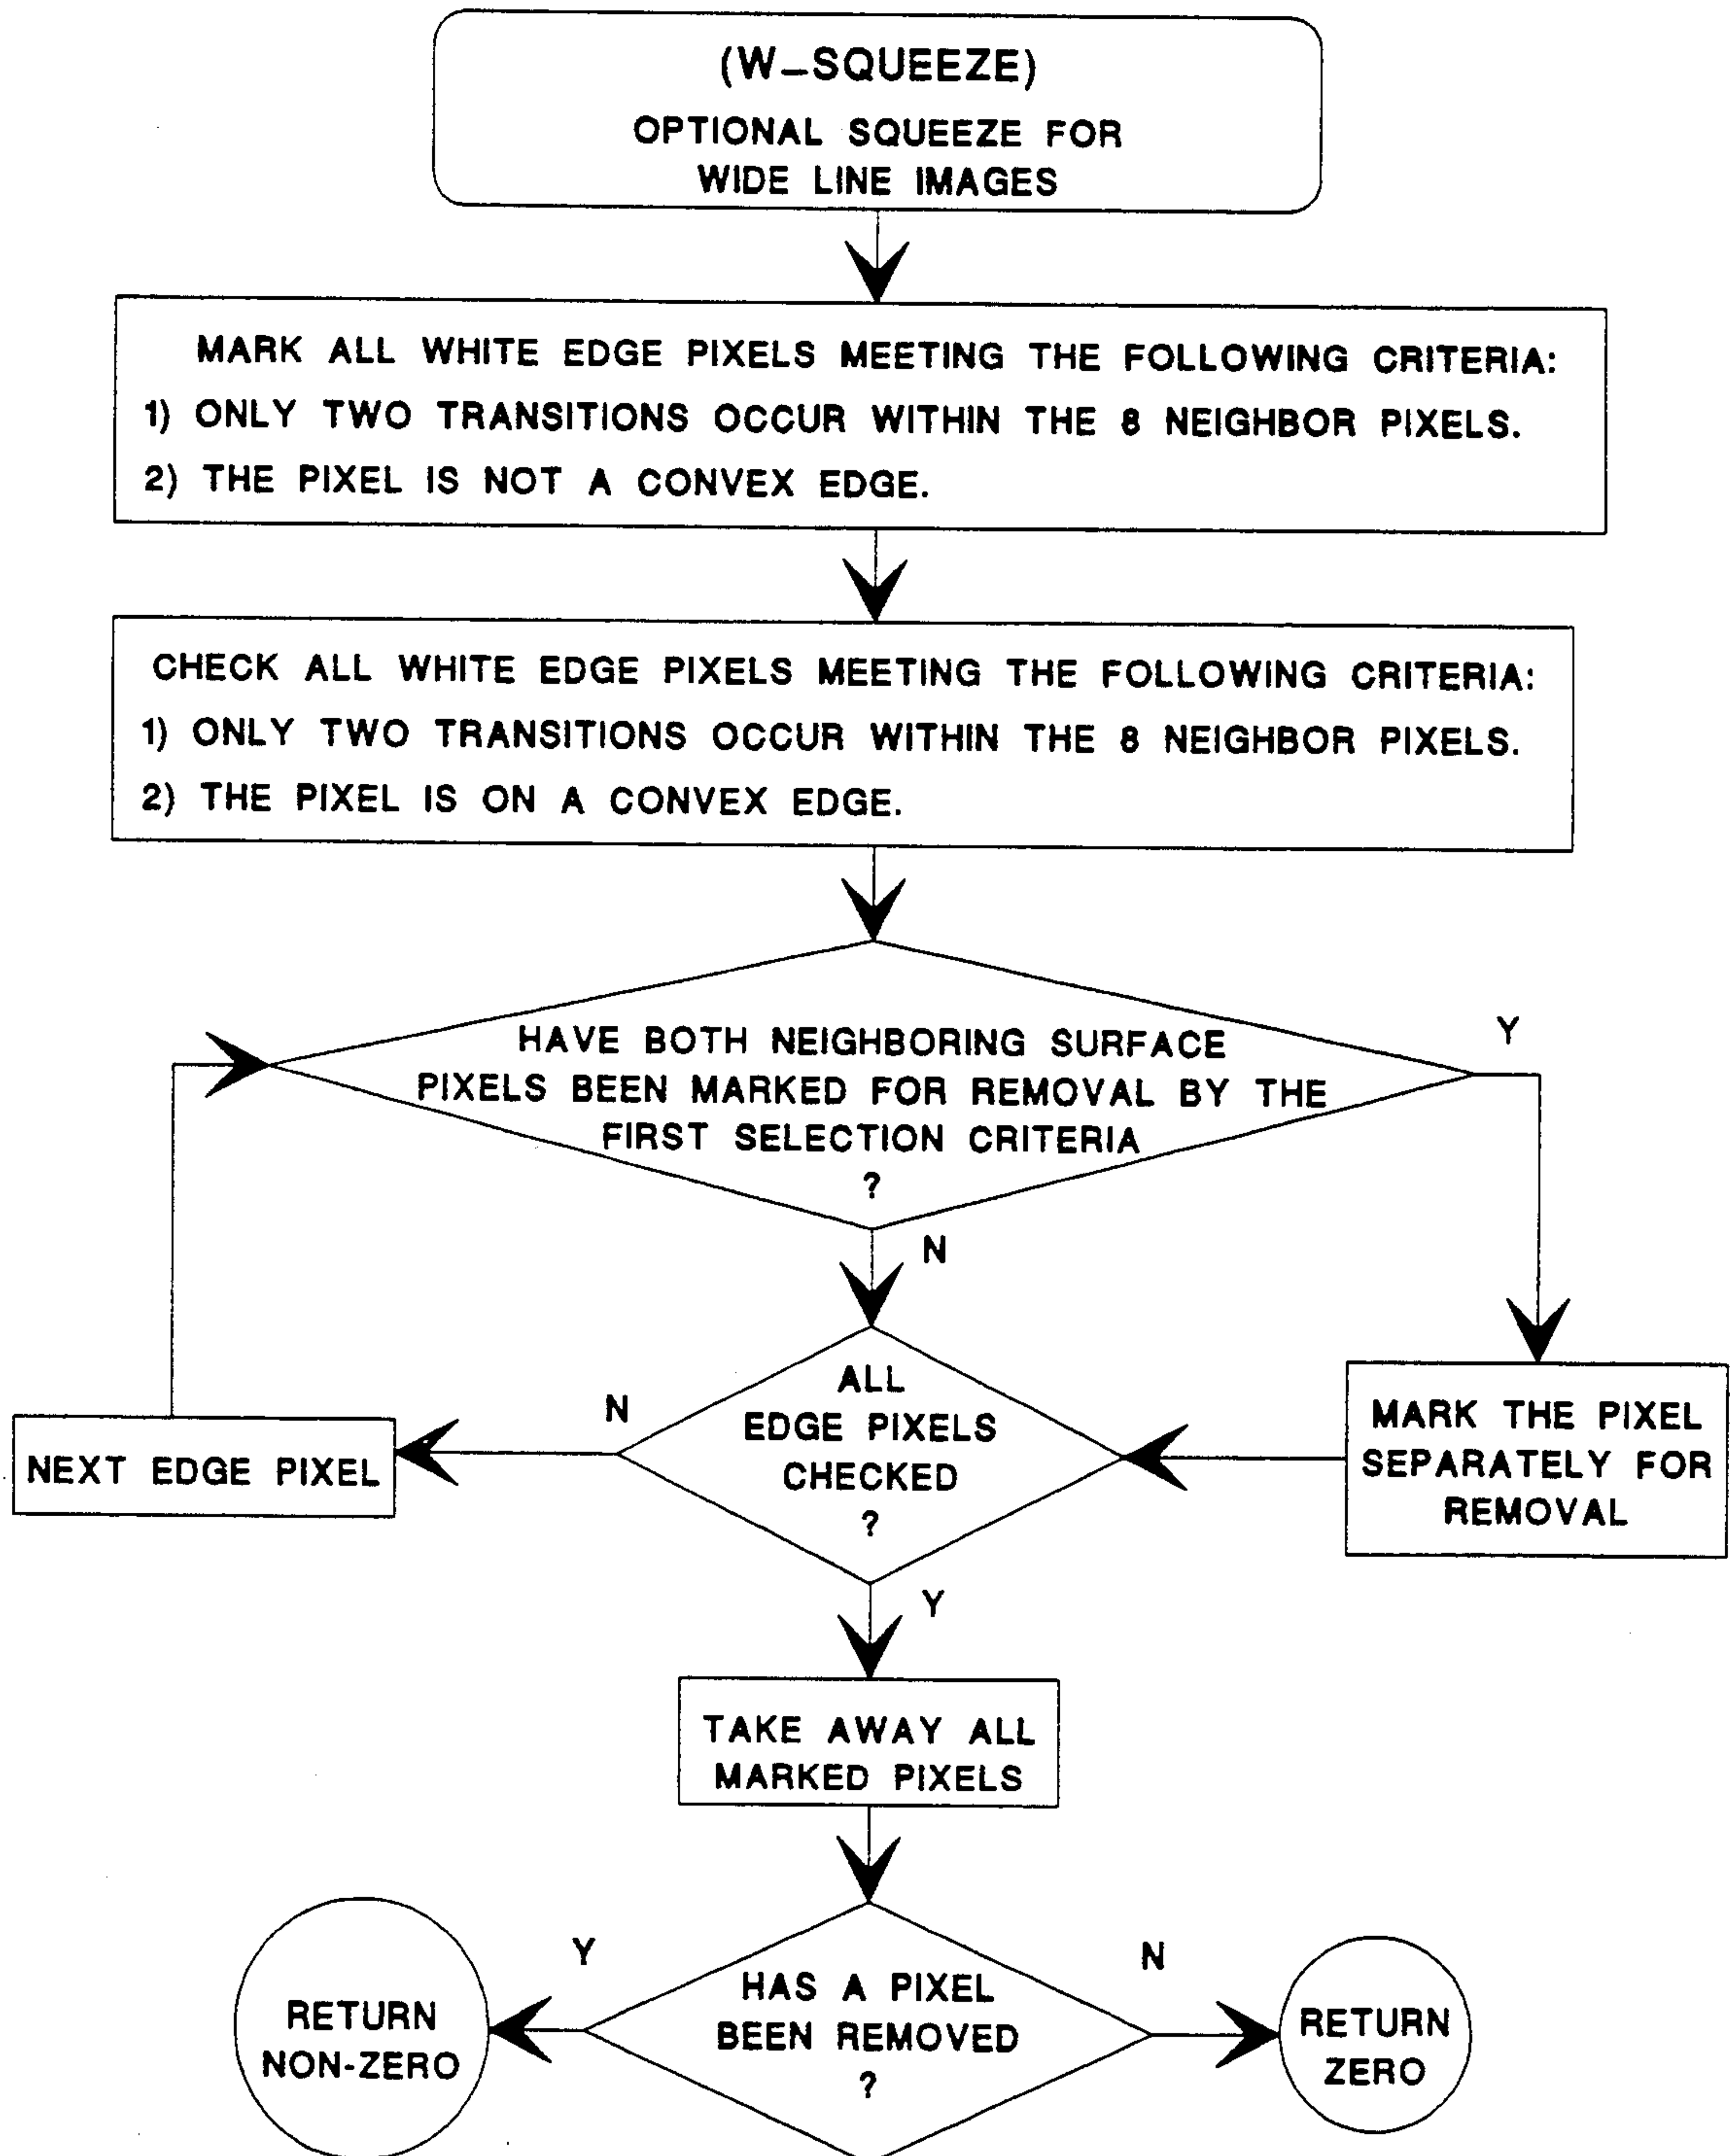 (W-SQUEEZE)
OPTIONAL SQUEEZE FOR
WIDE LINE IMAGES
MARK ALL WHITE EDGE PIXELS MEETING THE FOLLOWING CRITERIA:
1) ONLY TWO TRANSITIONS OCCUR WITHIN THE 8 NEIGHBOR PIXELS.
2) THE PIXEL IS NOT A CONVEX EDGE.
CHECK ALL WHITE EDGE PIXELS MEETING THE FOLLOWING CRITERIA:
1) ONLY TWO TRANSITIONS OCCUR WITHIN THE 8 NEIGHBOR PIXELS.
2) THE PIXEL IS ON A CONVEX EDGE.
HAVE BOTH NEIGHBORING SURFACE
PIXELS BEEN MARKED FOR REMOVAL BY THE
FIRST SELECTION CRITERIA
?
Y
N
ALL
EDGE PIXELS
CHECKED
?
N
NEXT EDGE PIXEL
MARK THE PIXEL
SEPARATELY FOR
REMOVAL
Y
TAKE AWAY ALL
MARKED PIXELS
HAS A PIXEL
BEEN REMOVED
?
Y
RETURN
NON-ZERO
N
RETURN
ZERO